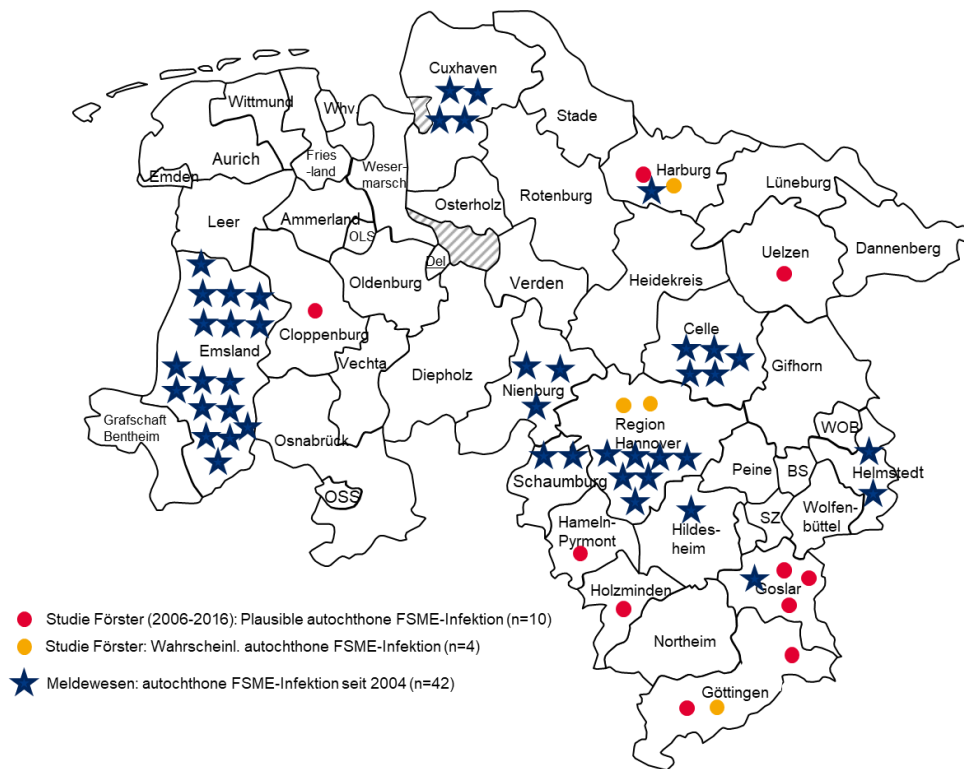 Cuxhaven
Wittmund
Whv
Stade
Aurich
Fries
-land
Weser-
marsch
Harburg
Emden
Lüneburg
Osterholz
Rotenburg
Leer
Ammerland
OLS
Uelzen
Dannenberg
Del.
Oldenburg
Verden
Heidekreis
Cloppenburg
Celle
Emsland
Vechta
Diepholz
Gifhorn
Nienburg
Grafschaft
Bentheim
Osnabrück
Region
Hannover
WOB
Peine
BS
Helmstedt
Schaumburg
OSS
Wolfen-
büttel
SZ
Hameln-
Pyrmont
Hildes-
heim
Holzminden
Goslar
Northeim
Göttingen
Studie Förster (2006-2016): Plausible autochthone FSME-Infektion (n=10)
Studie Förster: Wahrscheinl. autochthone FSME-Infektion (n=4)
Meldewesen: autochthone FSME-Infektion seit 2004 (n=42)